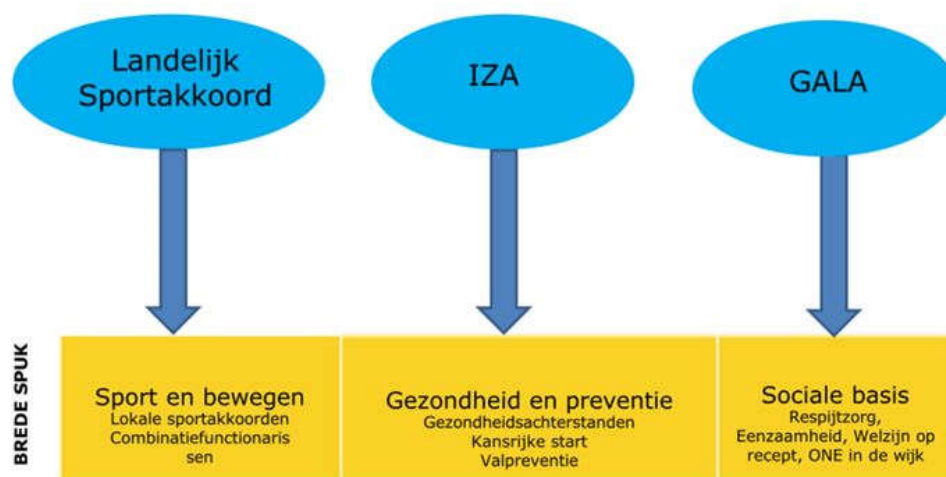 Landelijk
Sportakkoord
IZA
GALA
BREDE SPUK
Sport en bewegen
Lokale sportakkoorden
Combinatiefunctionaris
sen
Gezondheid en preventie
Gezondheidsachterstanden
Kansrijke start
Valpreventie
Sociale basis
Respijtzorg,
Eenzaamheid, Welzijn op
recept, ONE in de wijk